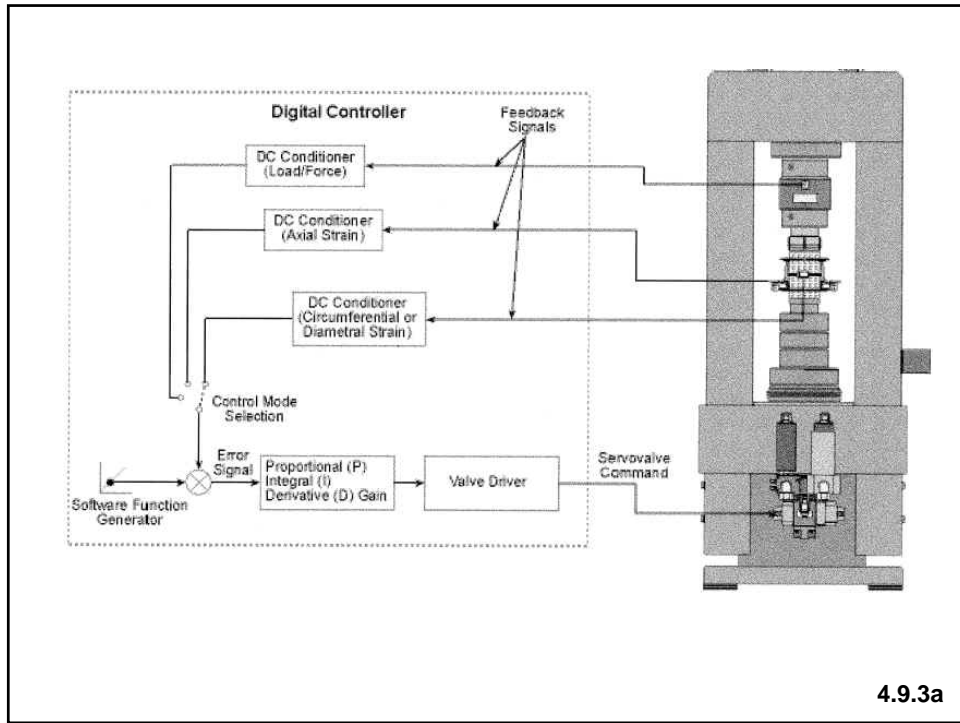 Digital Controller
Feedback
Signals
DC Conditioner
(Load/Force)
DC Conditioner
(Axial Strain)
DC Conditioner
(Circumferential or
Diametral Strain)
Control Mode
Selection
Error
Signal
Proportional (P)
Integral (I)
Derivative (D) Gain
Valve Driver
Servovalve
Command
Software Function
Generator
4.9.3a